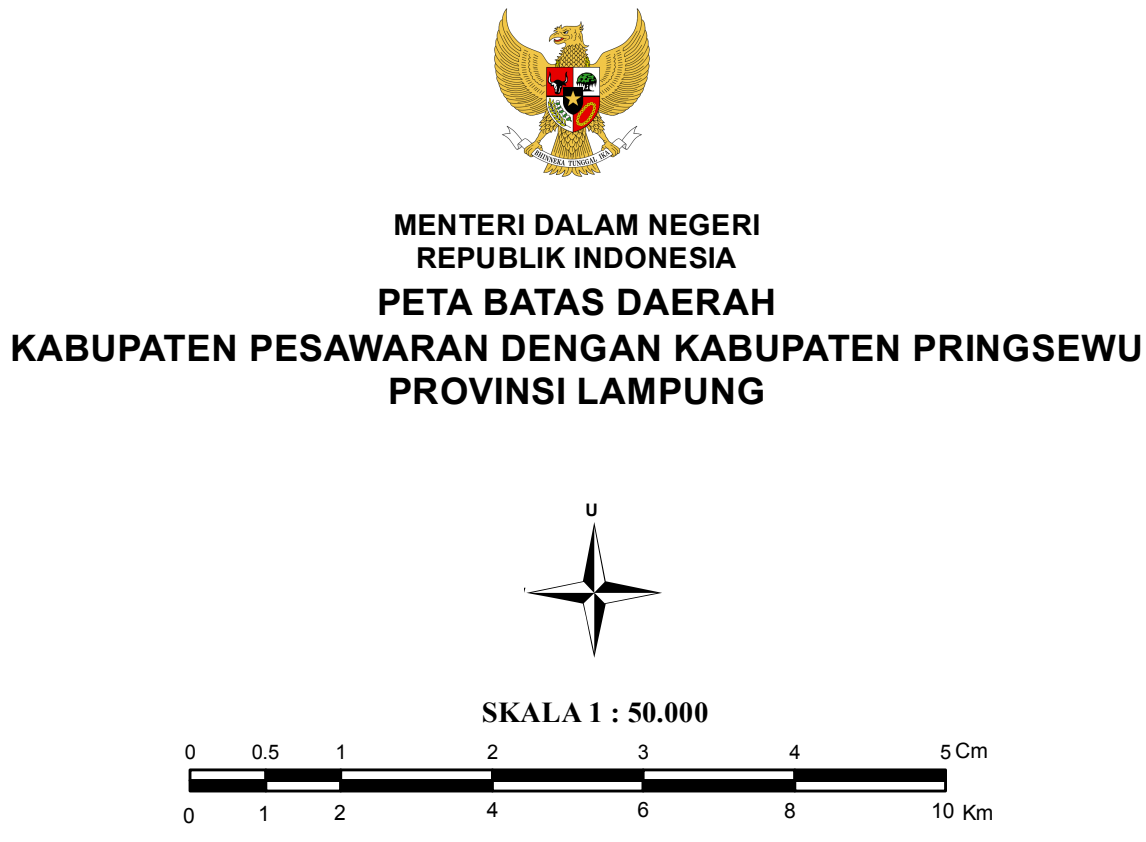 BHINNEKA TUNGGAL IKA
MENTERI DALAM NEGERI
REPUBLIK INDONESIA
PETA BATAS DAERAH
KABUPATEN PESAWARAN DENGAN KABUPATEN PRINGSEWU
PROVINSI LAMPUNG
U
SKALA 1 : 50.000
0 0.5 1 2 3 4 5 Cm
0 1 2 4 6 8 10 Km